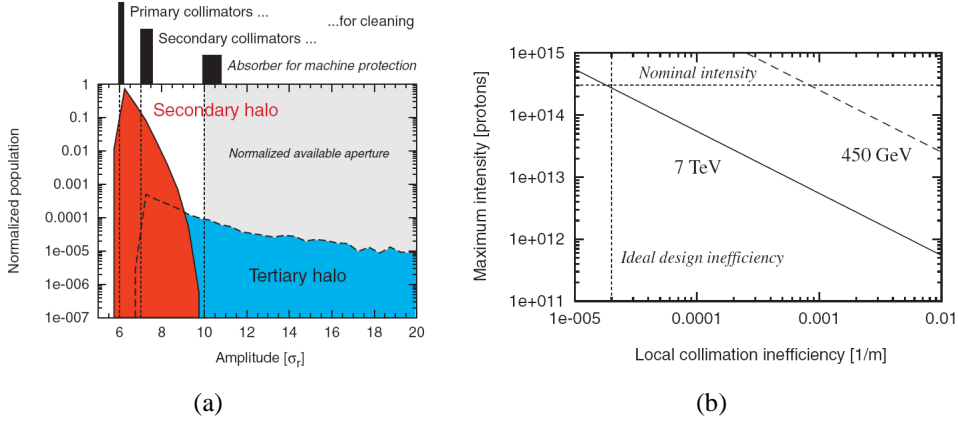 Primary collimators ...
...for cleaning
Secondary collimators ...
Absorber for machine protection
Normalized population
1
0.1
0.01
0.001
0.0001
1e-005
1e-006
1e-007
Secondary halo
Normalized available aperture
Tertiary halo
6 8 10 12 14 16 18 20
Amplitude [σr]
(a)
Maximum intensity [protons]
1e+015
1e+014
1e+013
1e+012
1e+011
Nominal intensity
7 TeV
450 GeV
Ideal design inefficiency
1e-005 0.0001 0.001 0.01
Local collimation inefficiency [1/m]
(b)